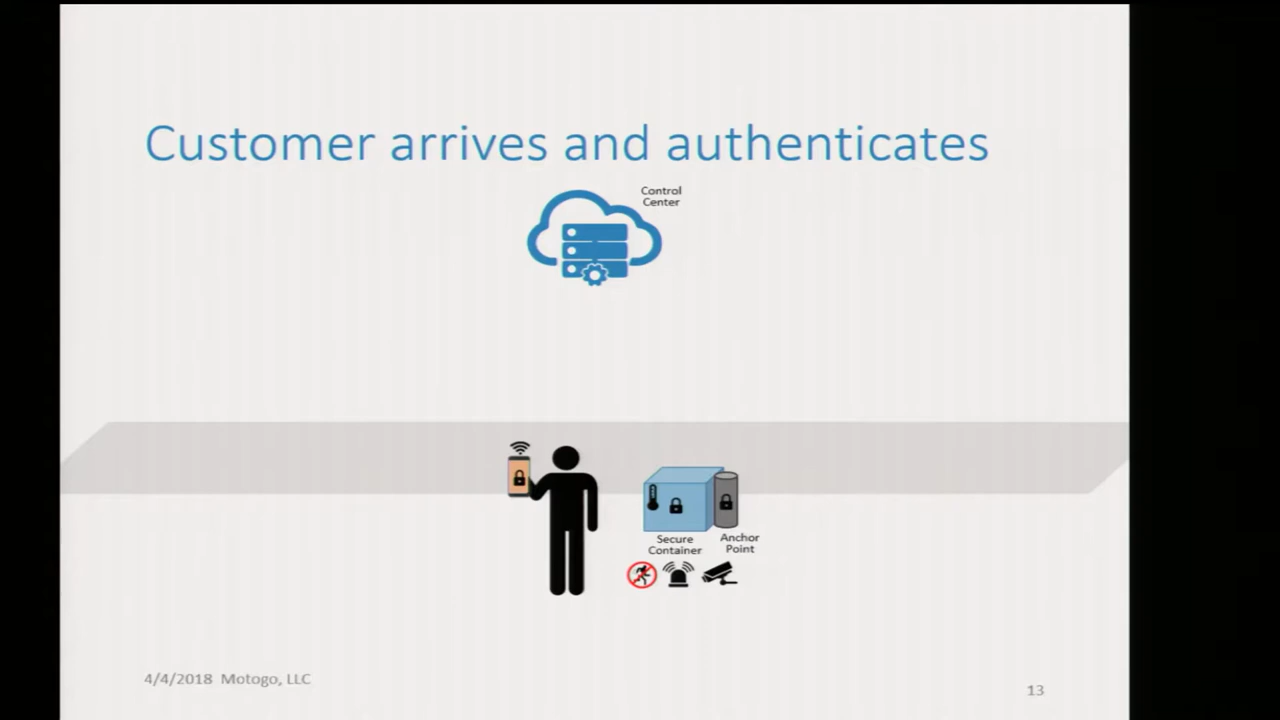 Customer arrives and authenticates
Control
Center
Secure
Container
Anchor
Point
4/4/2018 Motogo, LLC
13